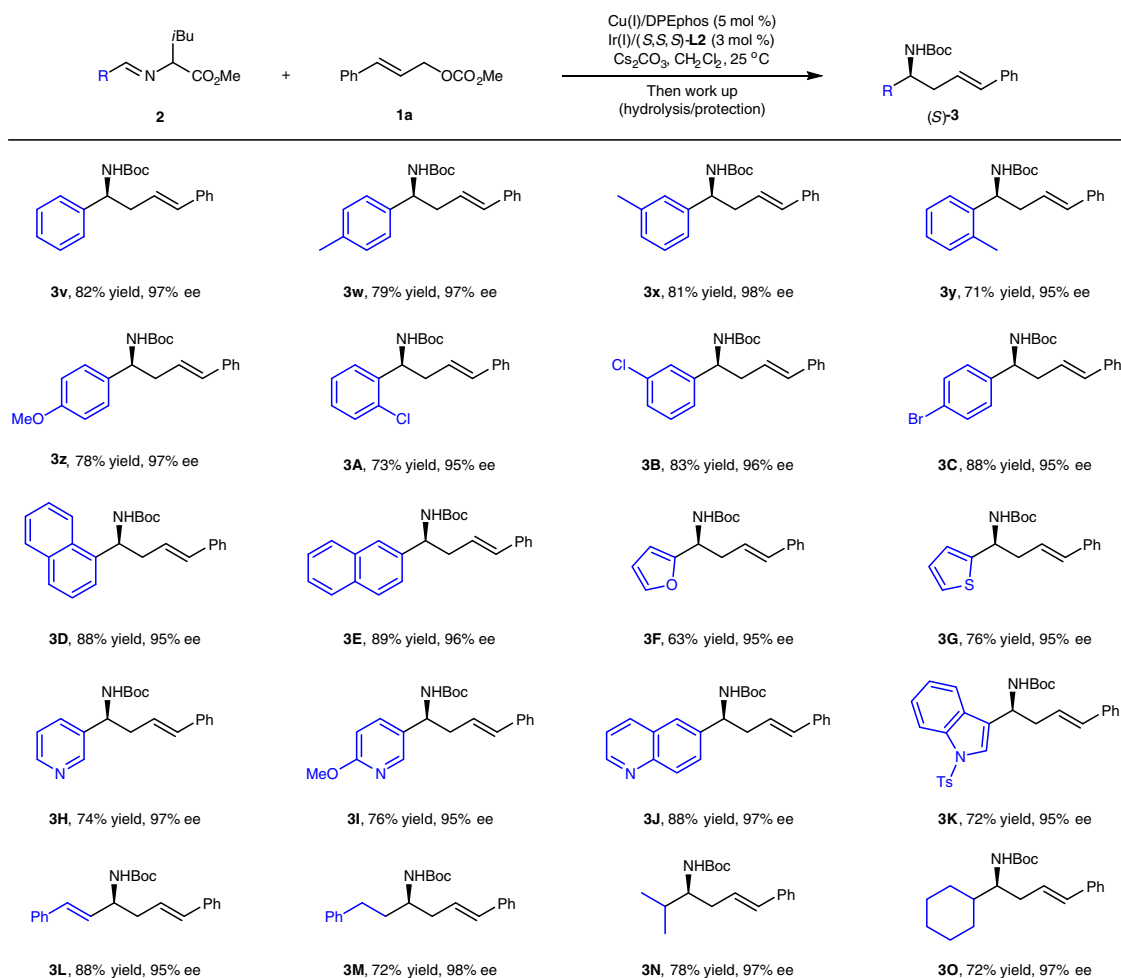 iBu
R
N
CO2Me
2
+
Ph
OCO2Me
1a
Cu(I)/DPEphos (5 mol %)
Ir(I)/(S,S,S)-L2 (3 mol %)
Cs2CO3, CH2Cl2, 25 °C
Then work up
(hydrolysis/protection)
NHBoc
R
Ph
(S)-3
NHBoc
Ph
NHBoc
Ph
NHBoc
Ph
NHBoc
Ph
3v, 82% yield, 97% ee
3w, 79% yield, 97% ee
3x, 81% yield, 98% ee
3y, 71% yield, 95% ee
NHBoc
Ph
MeO
NHBoc
Ph
Cl
NHBoc
Ph
Cl
NHBoc
Ph
Br
3z, 78% yield, 97% ee
3A, 73% yield, 95% ee
3B, 83% yield, 96% ee
3C, 88% yield, 95% ee
NHBoc
Ph
NHBoc
Ph
NHBoc
Ph
O
NHBoc
Ph
S
3D, 88% yield, 95% ee
3E, 89% yield, 96% ee
3F, 63% yield, 95% ee
3G, 76% yield, 95% ee
NHBoc
Ph
N
NHBoc
Ph
MeO
N
NHBoc
Ph
N
NHBoc
Ph
N
Ts
3H, 74% yield, 97% ee
3I, 76% yield, 95% ee
3J, 88% yield, 97% ee
3K, 72% yield, 95% ee
NHBoc
Ph
Ph
NHBoc
Ph
Ph
NHBoc
Ph
NHBoc
Ph
3L, 88% yield, 95% ee
3M, 72% yield, 98% ee
3N, 78% yield, 97% ee
3O, 72% yield, 97% ee